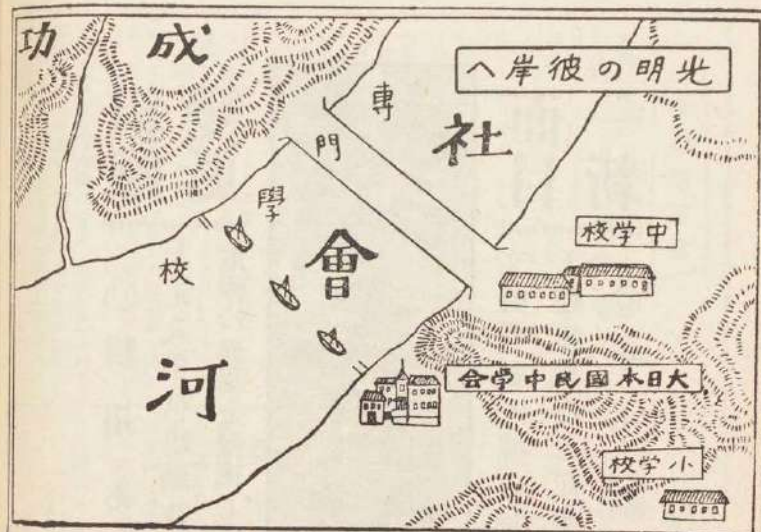 光明の彼岸へ
成功
社會河
專門學校
中学校
大日本國民中学会
小学校